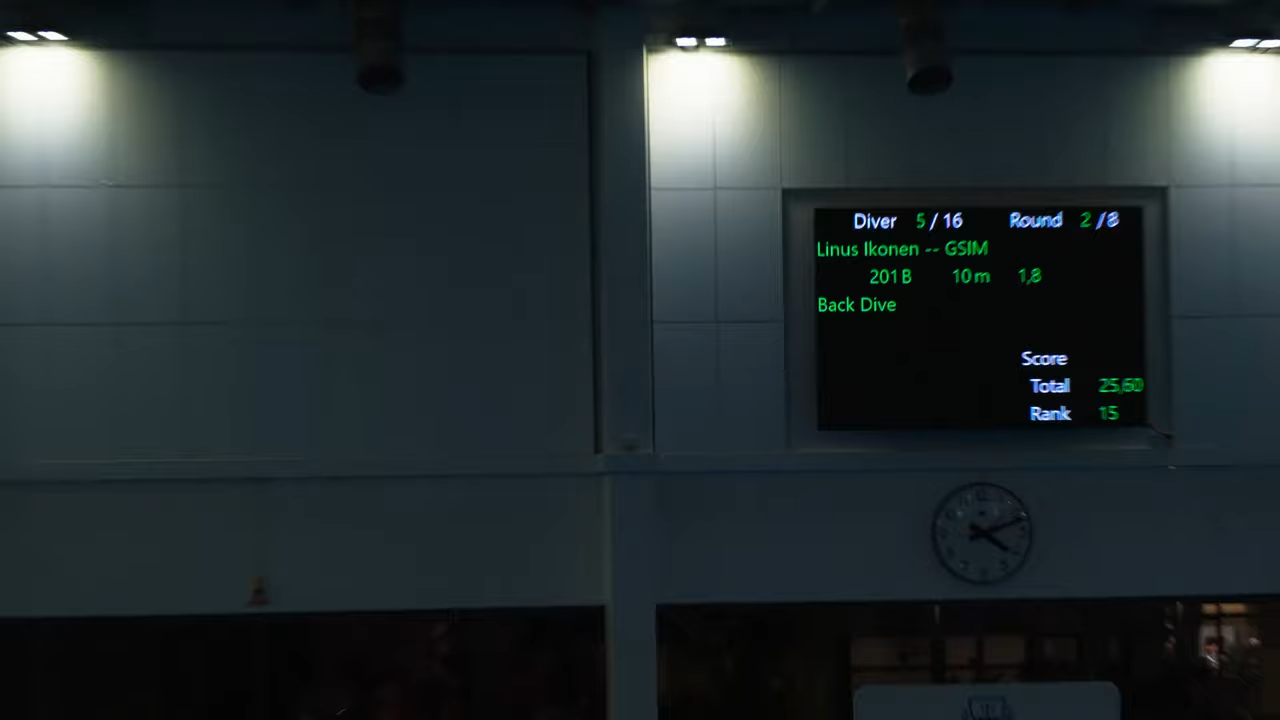 Diver 5 / 16 Round 2 / 8
Linus Ikonen -- GSIM
201 B 10 m 1,8
Back Dive
Score
Total 25,60
Rank 15